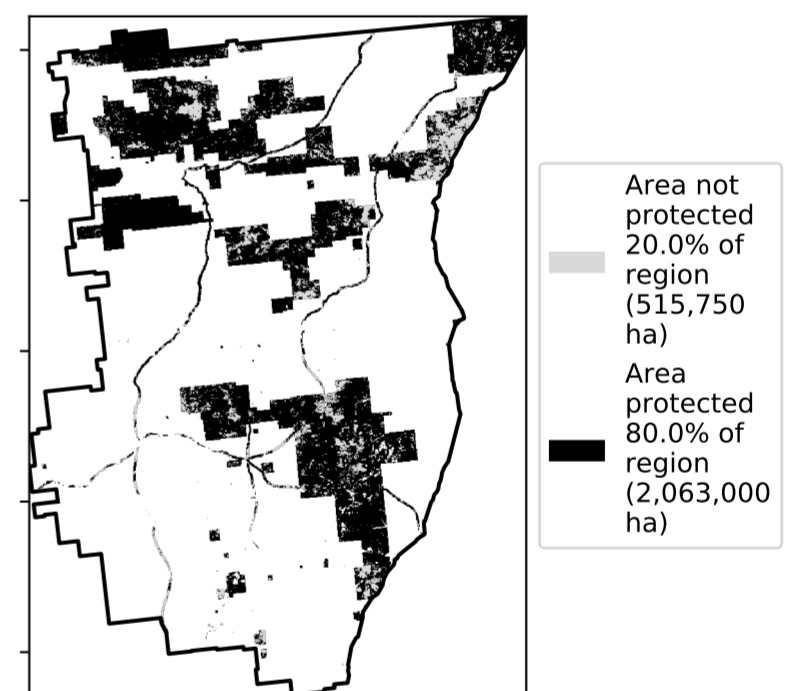 Area not
protected
20.0% of
region
(515,750
ha)
Area
protected
80.0% of
region
(2,063,000
ha)